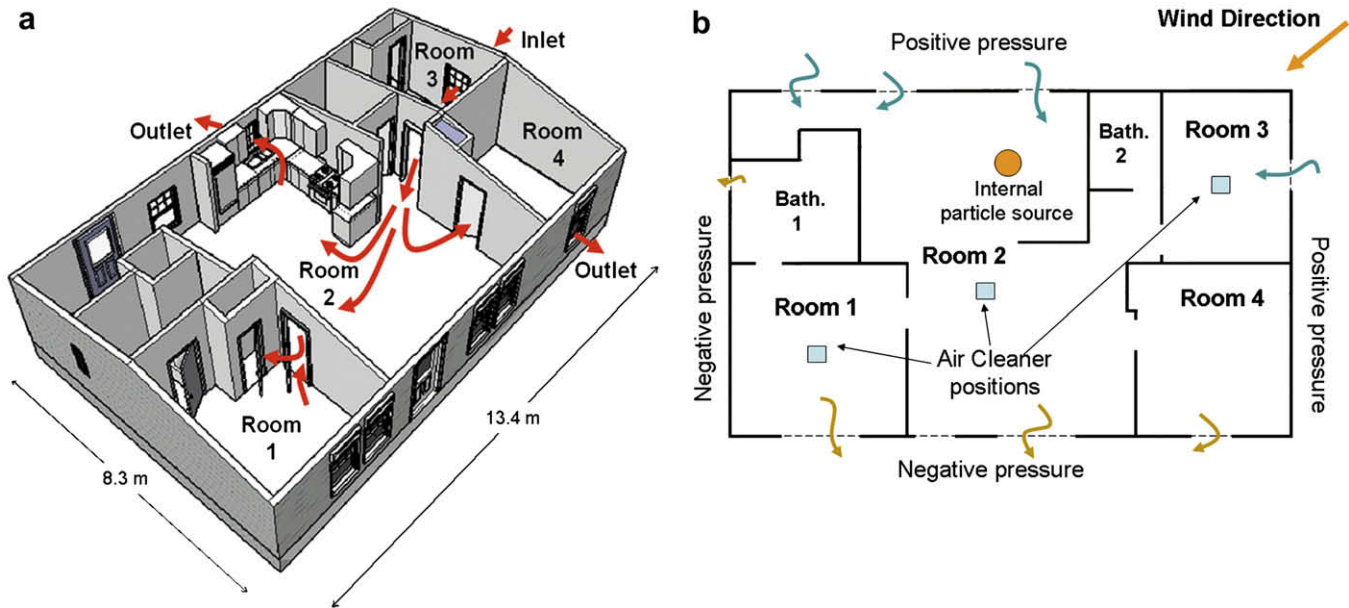 a
Inlet
Room
3
Outlet
Room
4
Room
2
Outlet
Room
1
13.4 m
8.3 m
b
Wind Direction
Positive pressure
Bath.
2
Room 3
Internal
particle source
Bath.
1
Room 2
Negative pressure
Positive pressure
Room 1
Room 4
Air Cleaner
positions
Negative pressure